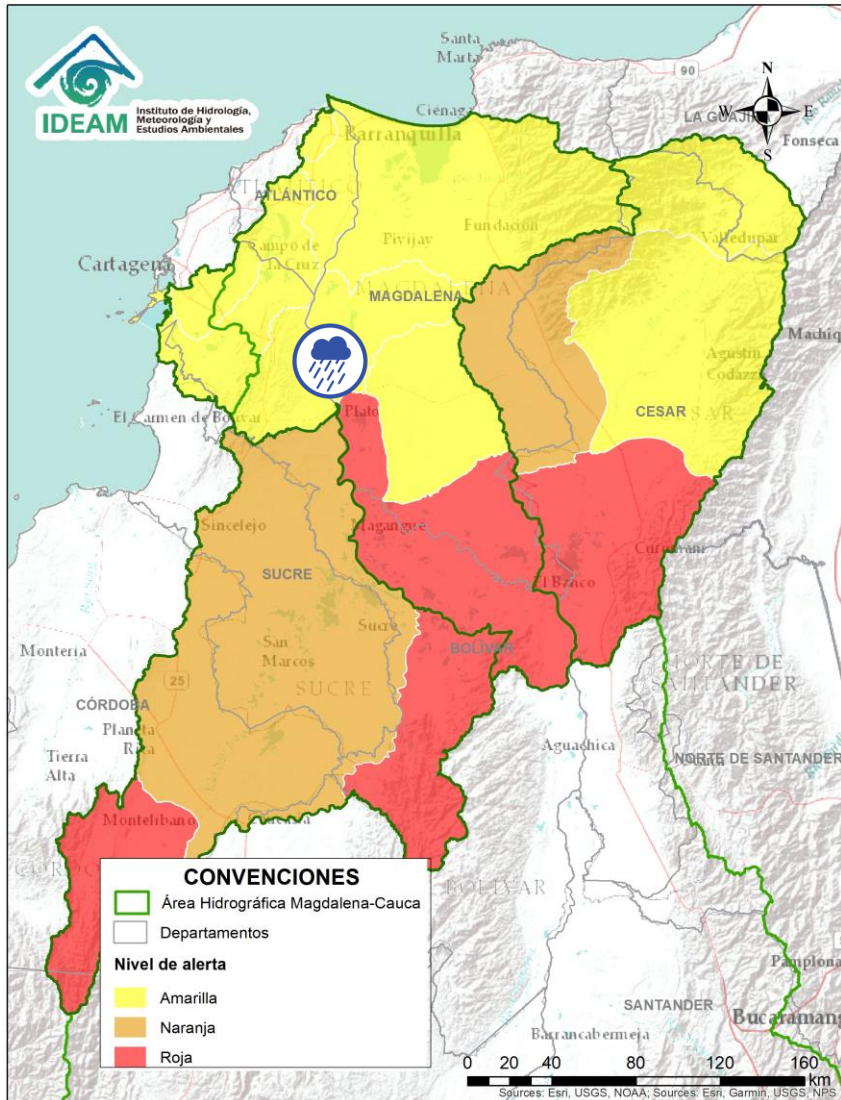 IDEAM
Instituto de Hidrología,
Meteorología y
Estudios Ambientales
Santa
Marta
90
N
W
E
S
Ciénaga
LA GUAJIRA
Fonseca
Barranquilla
ATLÁNTICO
Fundación
Pivijay
Valledupar
Campo de
la Cruz
Cartagena
MAGDALENA
MAGDALENA
Agustín
Codazzi
El Carmen de Bolívar
Plato
CESAR
Sincelejo
Magangué
Curumaní
El Banco
SUCRE
Sucre
Montería
San
Marcos
BOLÍVAR
NORTE DE
SANTANDER
25
SUCRE
CÓRDOBA
Planeta
Rica
Aguachica
Tierra
Alta
NORTE DE SANTANDER
Montelíbano
BOLÍVAR
CONVENCIONES
Área Hidrográfica Magdalena-Cauca
Departamentos
Nivel de alerta
Amarilla
Naranja
Roja
Pamplona
SANTANDER
Bucaramang
Barrancabermeja
0 20 40 80 120 160
km
Sources: Esri, USGS, NOAA; Sources: Esri, Garmin, USGS, NPS